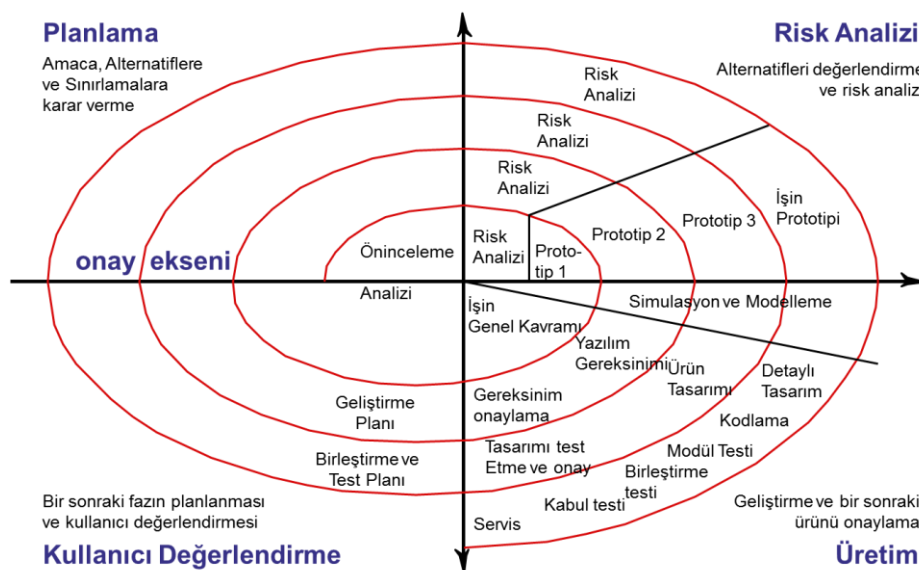 Planlama
Amaca, Alternatiflere
ve Sınırlamalara
karar verme
Risk Analizi
Alternatifleri değerlendirme
ve risk analiz
Risk
Analizi
Risk
Analizi
Risk
Analizi
Risk
Analizi
Öninceleme
Proto-
tip 1
Prototip 2
Prototip 3
İşin
Prototipi
onay ekseni
Analizi
Simulasyon ve Modelleme
İşin
Genel Kavramı
Yazılım
Gereksinimi
Ürün
Tasarımı
Detaylı
Tasarım
Geliştirme
Planı
Gereksinim
onaylama
Kodlama
Birleştirme ve
Test Planı
Tasarımı test
Etme ve onay
Modül Testi
Birleştirme
testi
Kabul testi
Servis
Bir sonraki fazın planlanması
ve kullanıcı değerlendirmesi
Kullanıcı Değerlendirme
Geliştirme ve bir sonraki
ürünü onaylama
Üretim